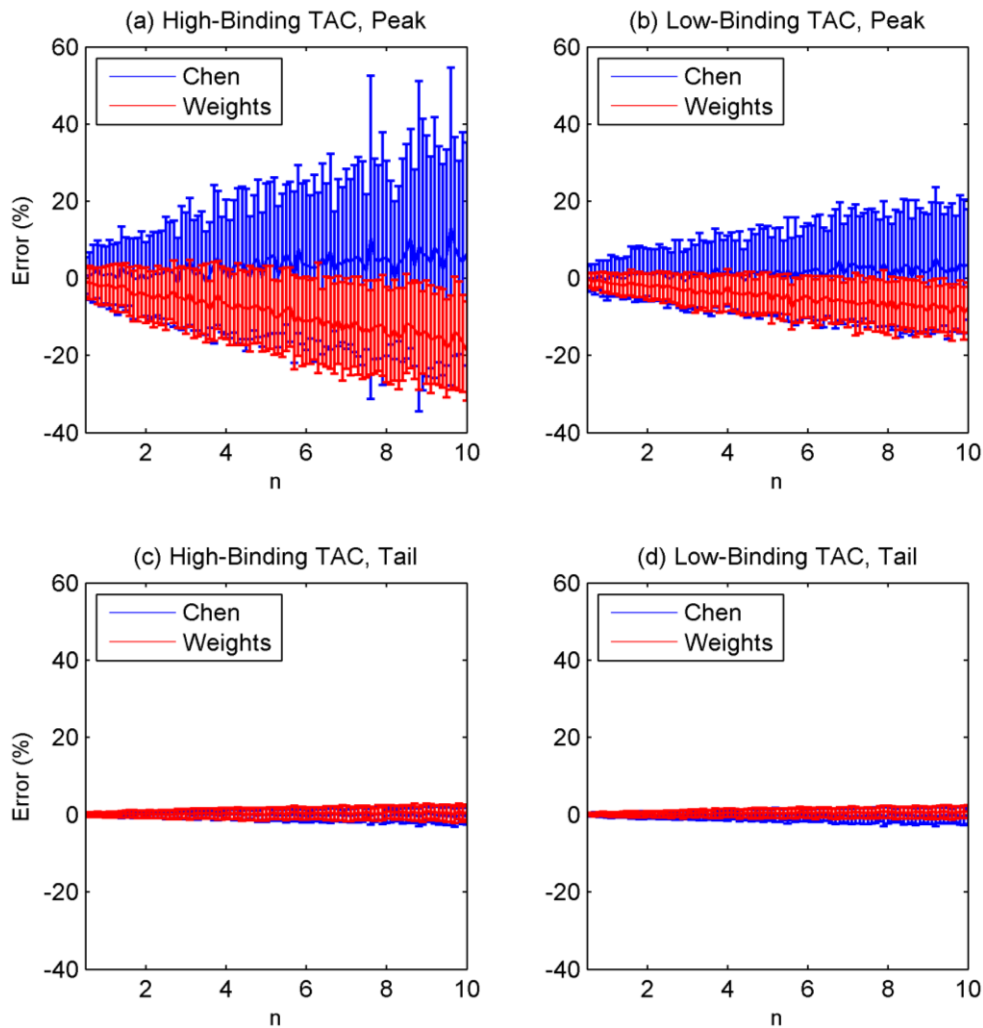 (a) High-Binding TAC, Peak
60
40
20
0
-20
-40
Error (%)
Chen
Weights
2 4 6 8 10
n
(b) Low-Binding TAC, Peak
60
40
20
0
-20
-40
Chen
Weights
2 4 6 8 10
n
(c) High-Binding TAC, Tail
60
40
20
0
-20
-40
Error (%)
Chen
Weights
2 4 6 8 10
n
(d) Low-Binding TAC, Tail
60
40
20
0
-20
-40
Chen
Weights
2 4 6 8 10
n